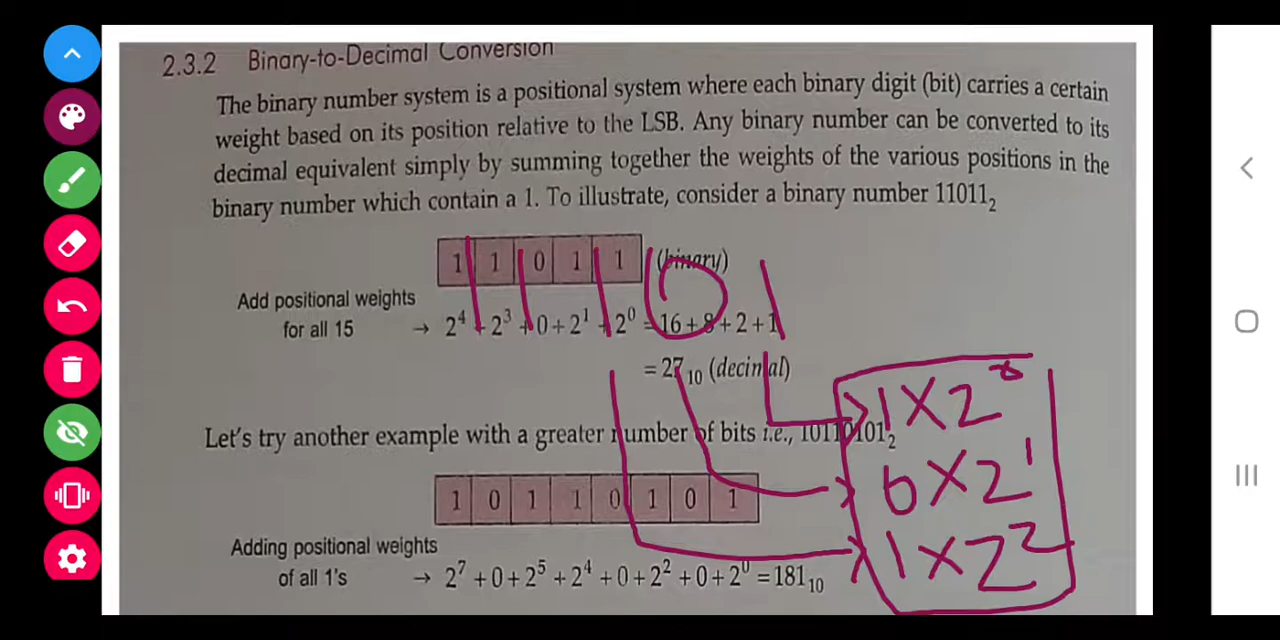 2.3.2 Binary-to-Decimal Conversion
The binary number system is a positional system where each binary digit (bit) carries a certain
weight based on its position relative to the LSB. Any binary number can be converted to its
decimal equivalent simply by summing together the weights of the various positions in the
binary number which contain a 1. To illustrate, consider a binary number 11011₂
1 1 0 1 1 (binary)
Add positional weights
for all 15 → 2⁴ + 2³ + 0 + 2¹ + 2⁰ = 16 + 8 + 2 + 1
= 27₁₀ (decimal)
1 X 2⁰
Let's try another example with a greater number of bits i.e., 10110101₂
0 X 2¹
1 0 1 1 0 1 0 1
1 X 2²
Adding positional weights
of all 1's → 2⁷ + 0 + 2⁵ + 2⁴ + 0 + 2² + 0 + 2⁰ = 181₁₀